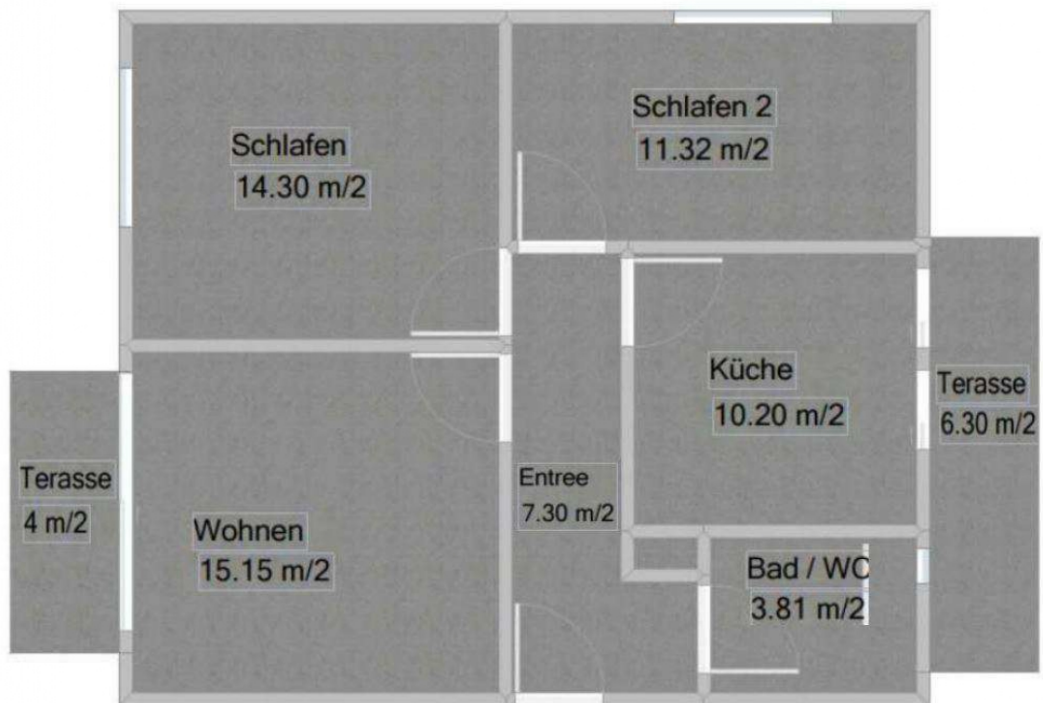 Schlafen
14.30 m/2
Schlafen 2
11.32 m/2
Küche
10.20 m/2
Terasse
6.30 m/2
Terasse
4 m/2
Wohnen
15.15 m/2
Entree
7.30 m/2
Bad / WC
3.81 m/2